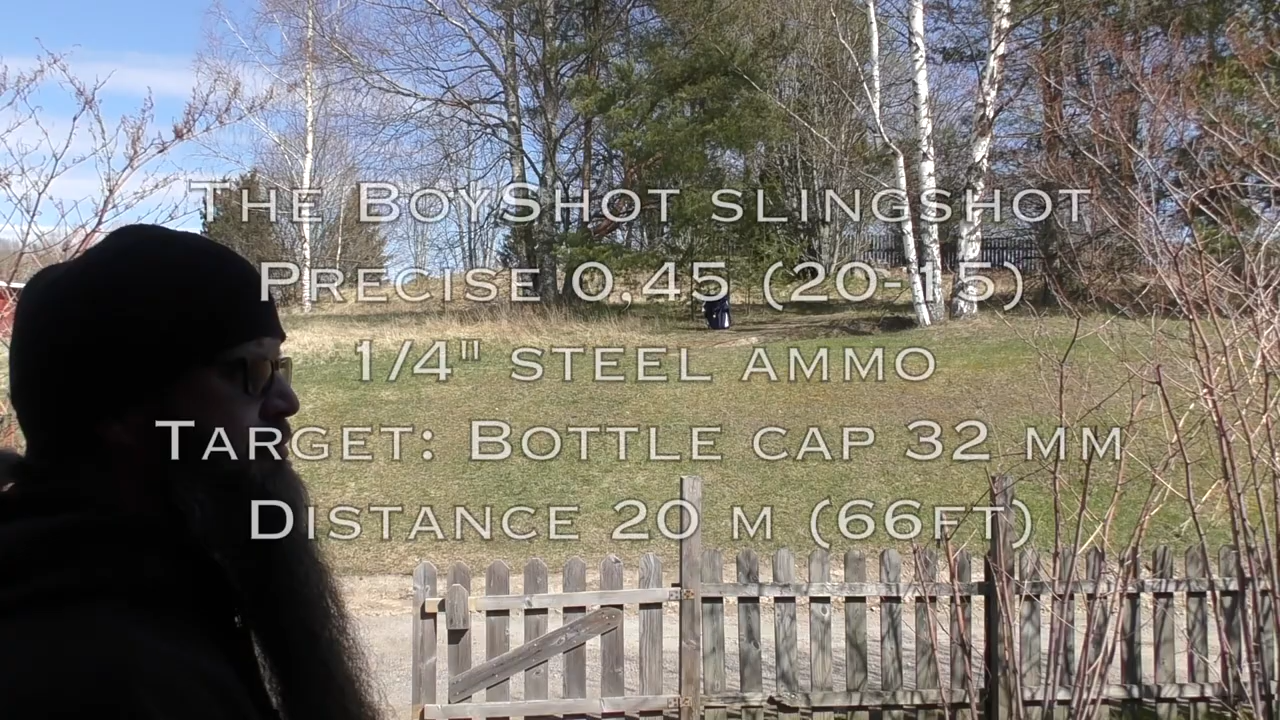 The BoyShot slingshot
Precise 0,45 (20-15)
1/4" steel ammo
Target: Bottle cap 32 mm
Distance 20 m (66ft)